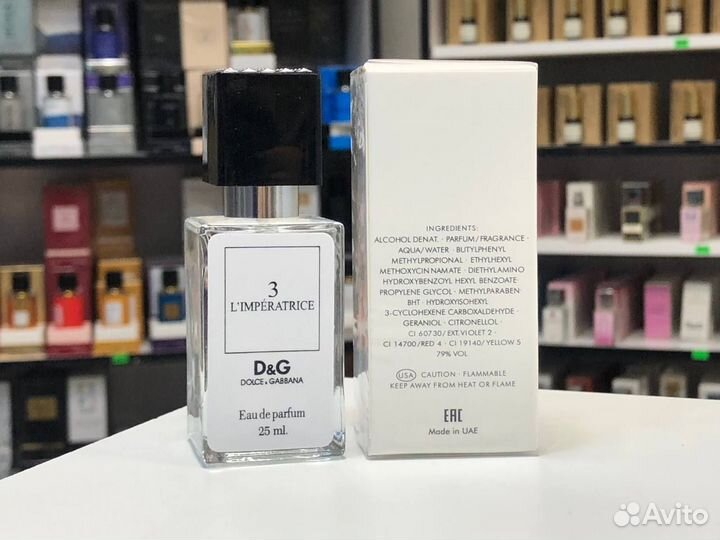 3
L'IMPÉRATRICE
D&G
DOLCE & GABBANA
Eau de parfum
25 ml.
INGREDIENTS:
ALCOHOL DENAT. · PARFUM/FRAGRANCE ·
AQUA/WATER · BUTYLPHENYL
METHYLPROPIONAL · ETHYLHEXYL
METHOXYCINNAMATE · DIETHYLAMINO
HYDROXYBENZOYL HEXYL BENZOATE
PROPYLENE GLYCOL · METHYLPARABEN·
BHT · HYDROXYISOHEXYL
3-CYCLOHEXENE CARBOXALDEHYDE ·
GERANIOL · CITRONELLOL ·
CI 60730/EXT.VIOLET 2 ·
CI 14700/RED 4 · CI 19140/YELLOW 5
79% VOL
USA CAUTION · FLAMMABLE
KEEP AWAY FROM HEAT OR FLAME
EAC
Made in UAE
Avito